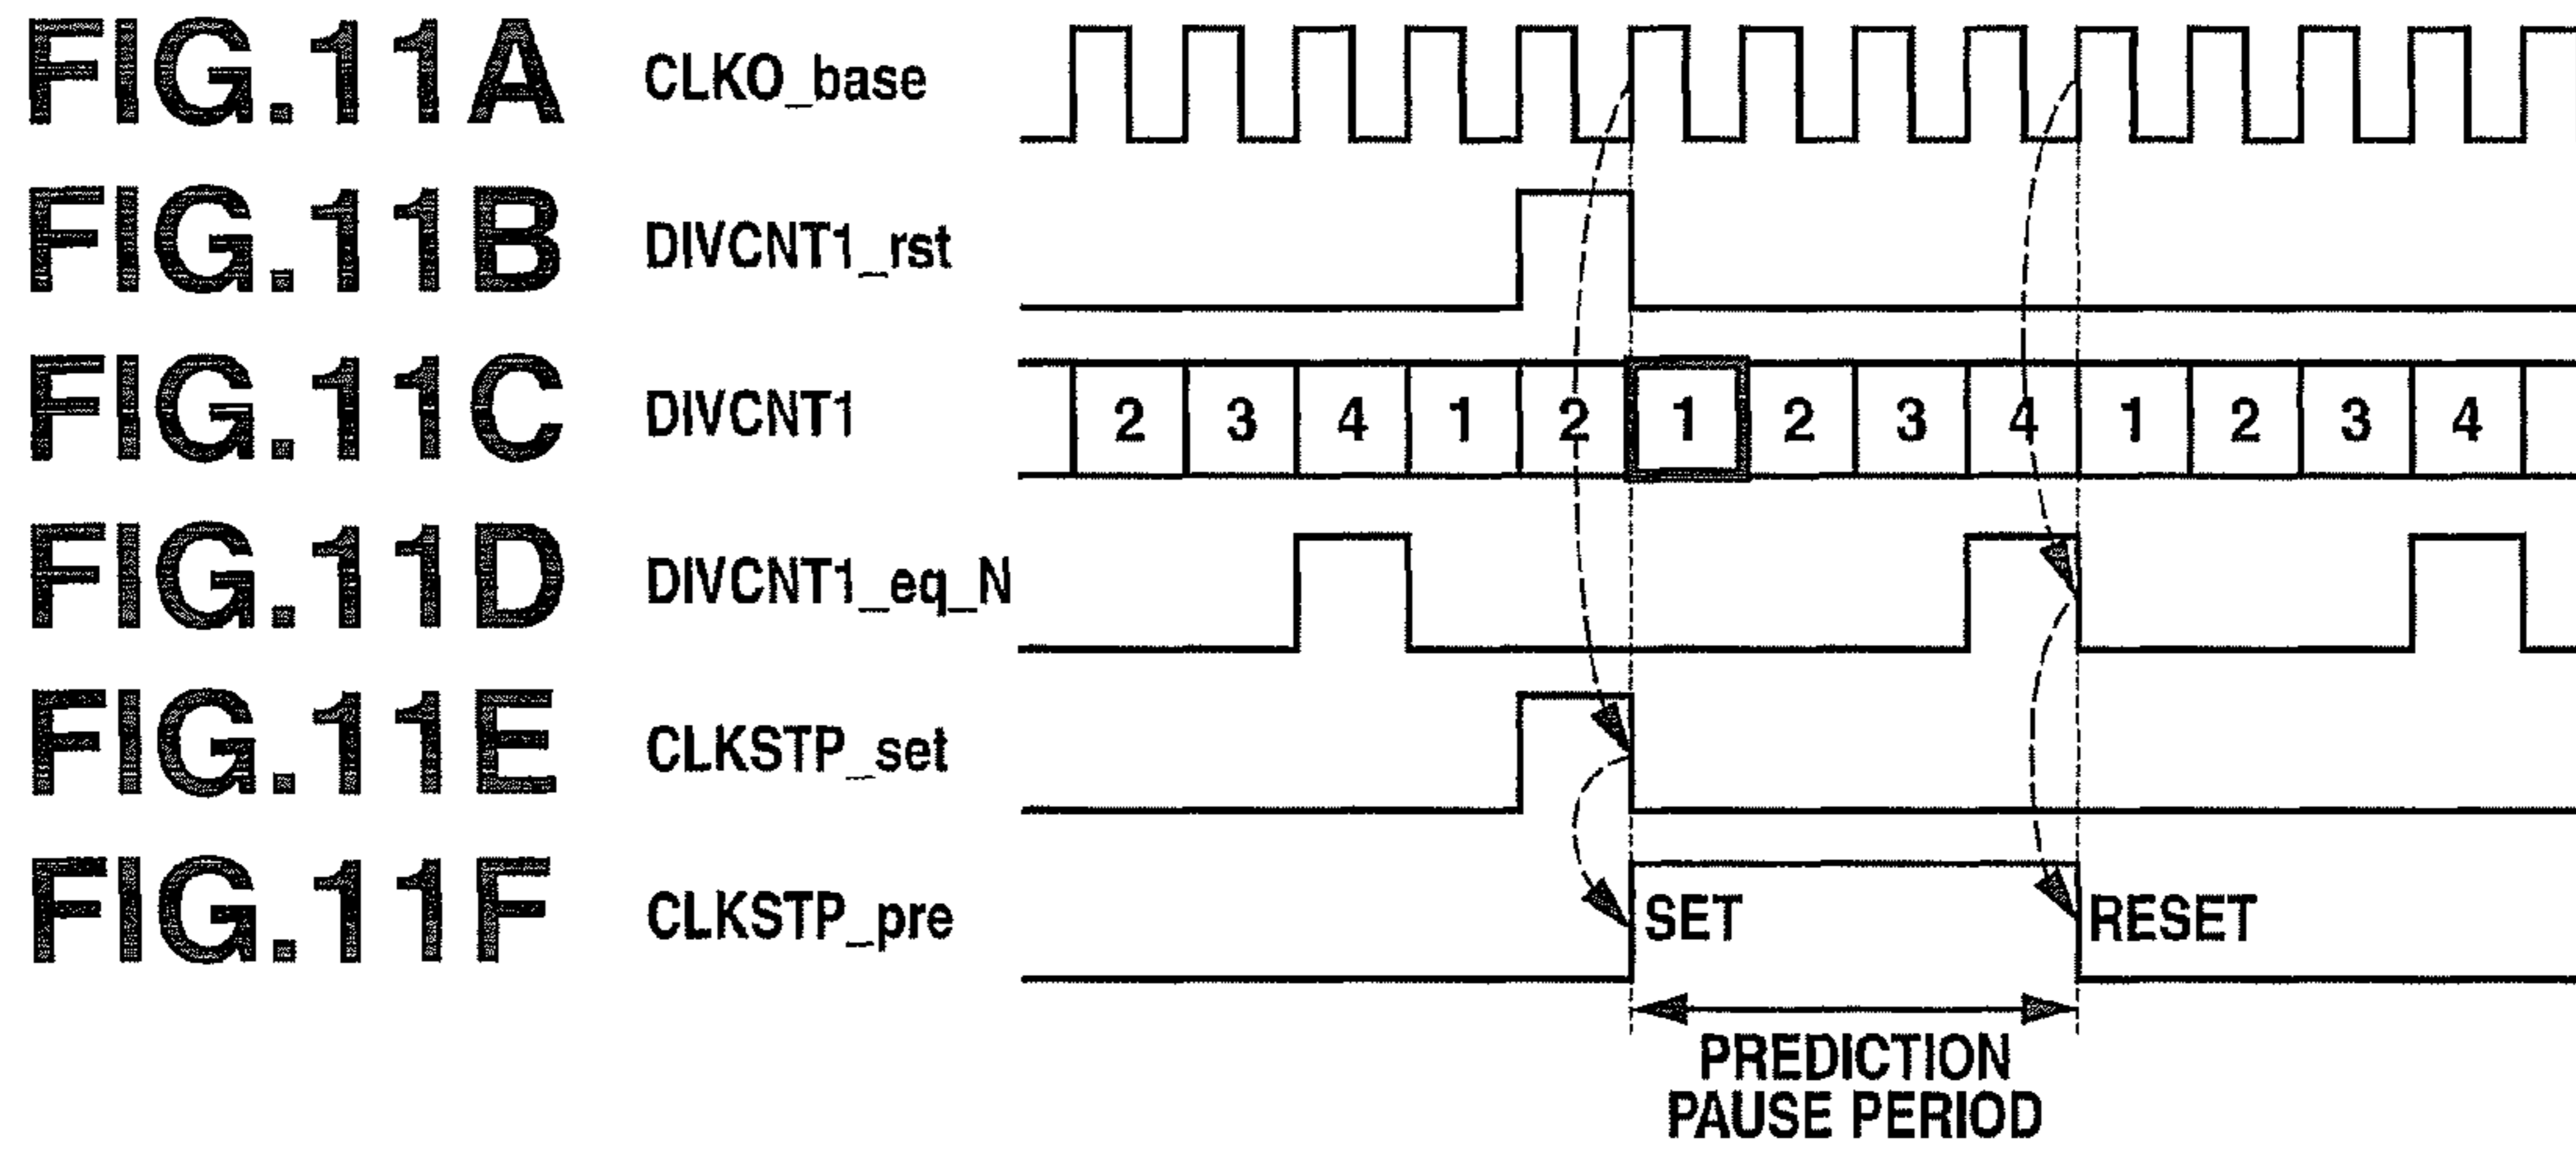 FIG.11A CLKO_base
FIG.11B DIVCNT1_rst
FIG.11C DIVCNT1 2 3 4 1 2 1 2 3 4 1 2 3 4
FIG.11D DIVCNT1_eq_N
FIG.11E CLKSTP_set
FIG.11F CLKSTP_pre SET RESET
PREDICTION
PAUSE PERIOD